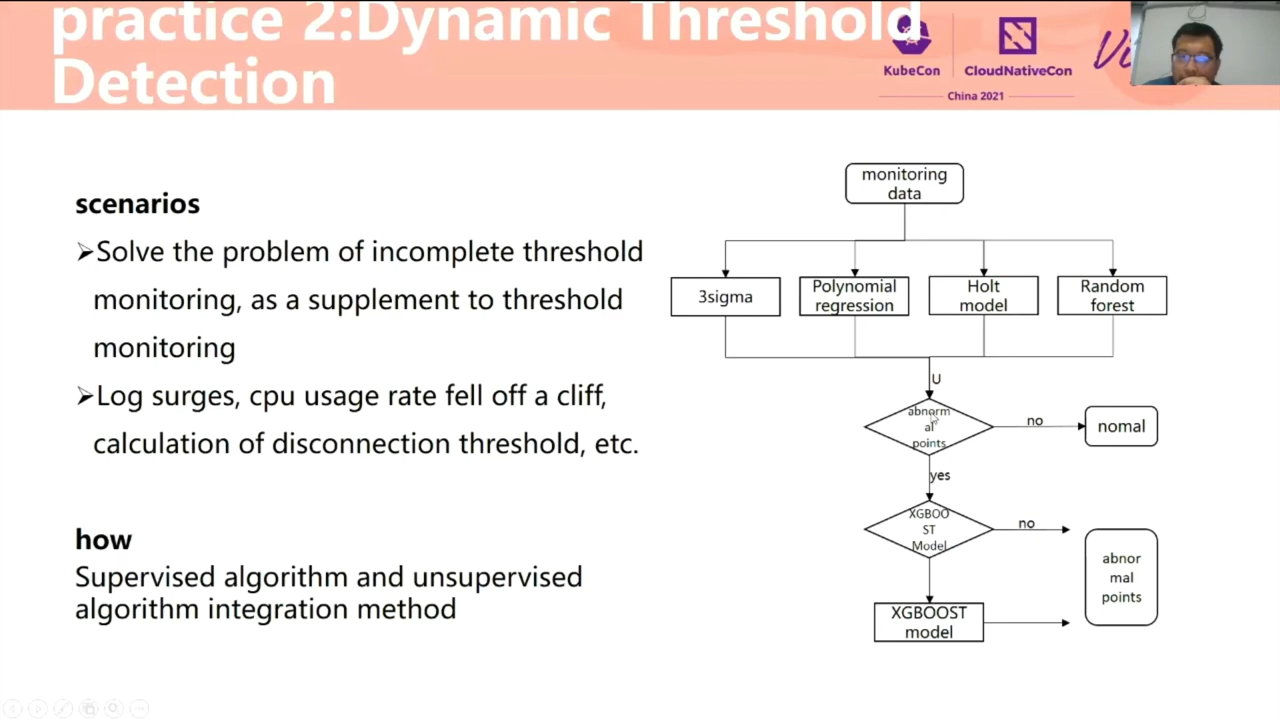 practice 2:Dynamic Threshold
Detection
KubeCon
CloudNativeCon
China 2021
scenarios
➢Solve the problem of incomplete threshold
monitoring, as a supplement to threshold
monitoring
➢Log surges, cpu usage rate fell off a cliff,
calculation of disconnection threshold, etc.
how
Supervised algorithm and unsupervised
algorithm integration method
monitoring
data
3sigma
Polynomial
regression
Holt
model
Random
forest
U
abnorm
al
points
no
nomal
yes
XGBOO
ST
Model
no
abnor
mal
points
XGBOOST
model